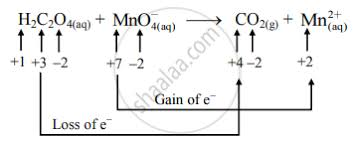 H₂C₂O₄(aq) + MnO₄⁻(aq) ⟶ CO₂(g) + Mn²⁺(aq)
+1 +3 −2 +7 −2 +4 −2 +2
Gain of e⁻
Loss of e⁻
shaalaa.com